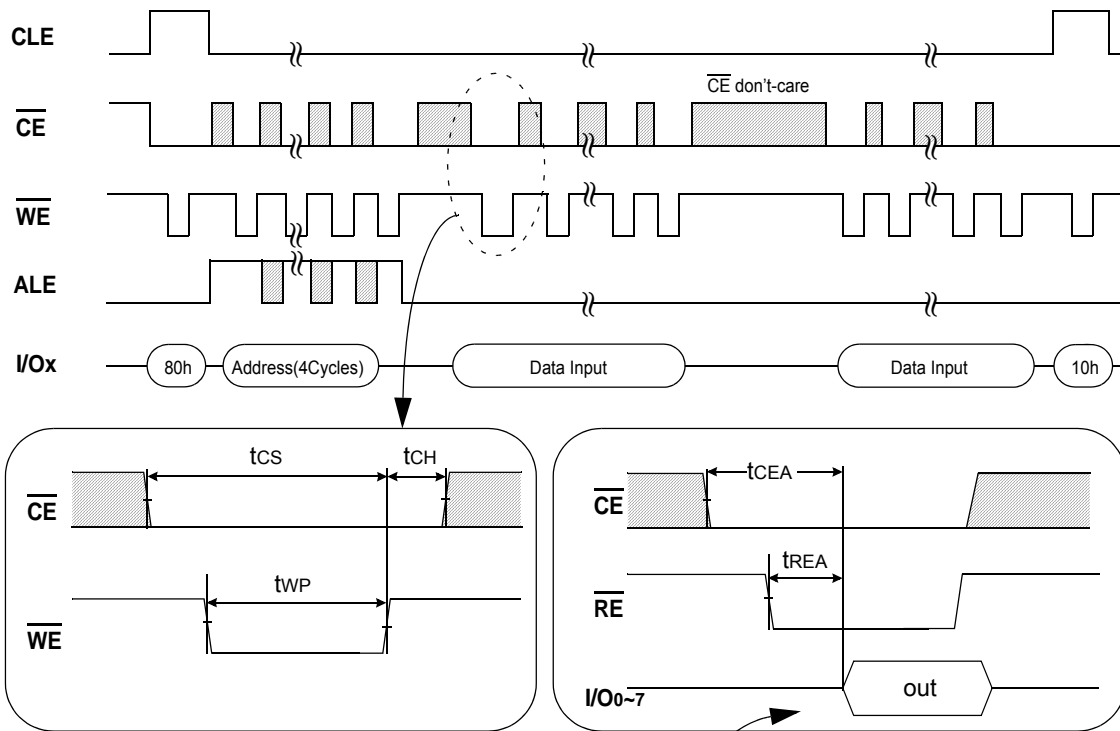 CLE
CE don't-care
CE
WE
ALE
I/Ox
80h
Address(4Cycles)
Data Input
Data Input
10h
tCS
tCH
CE
tWP
WE
tCEA
CE
tREA
RE
I/O0~7
out